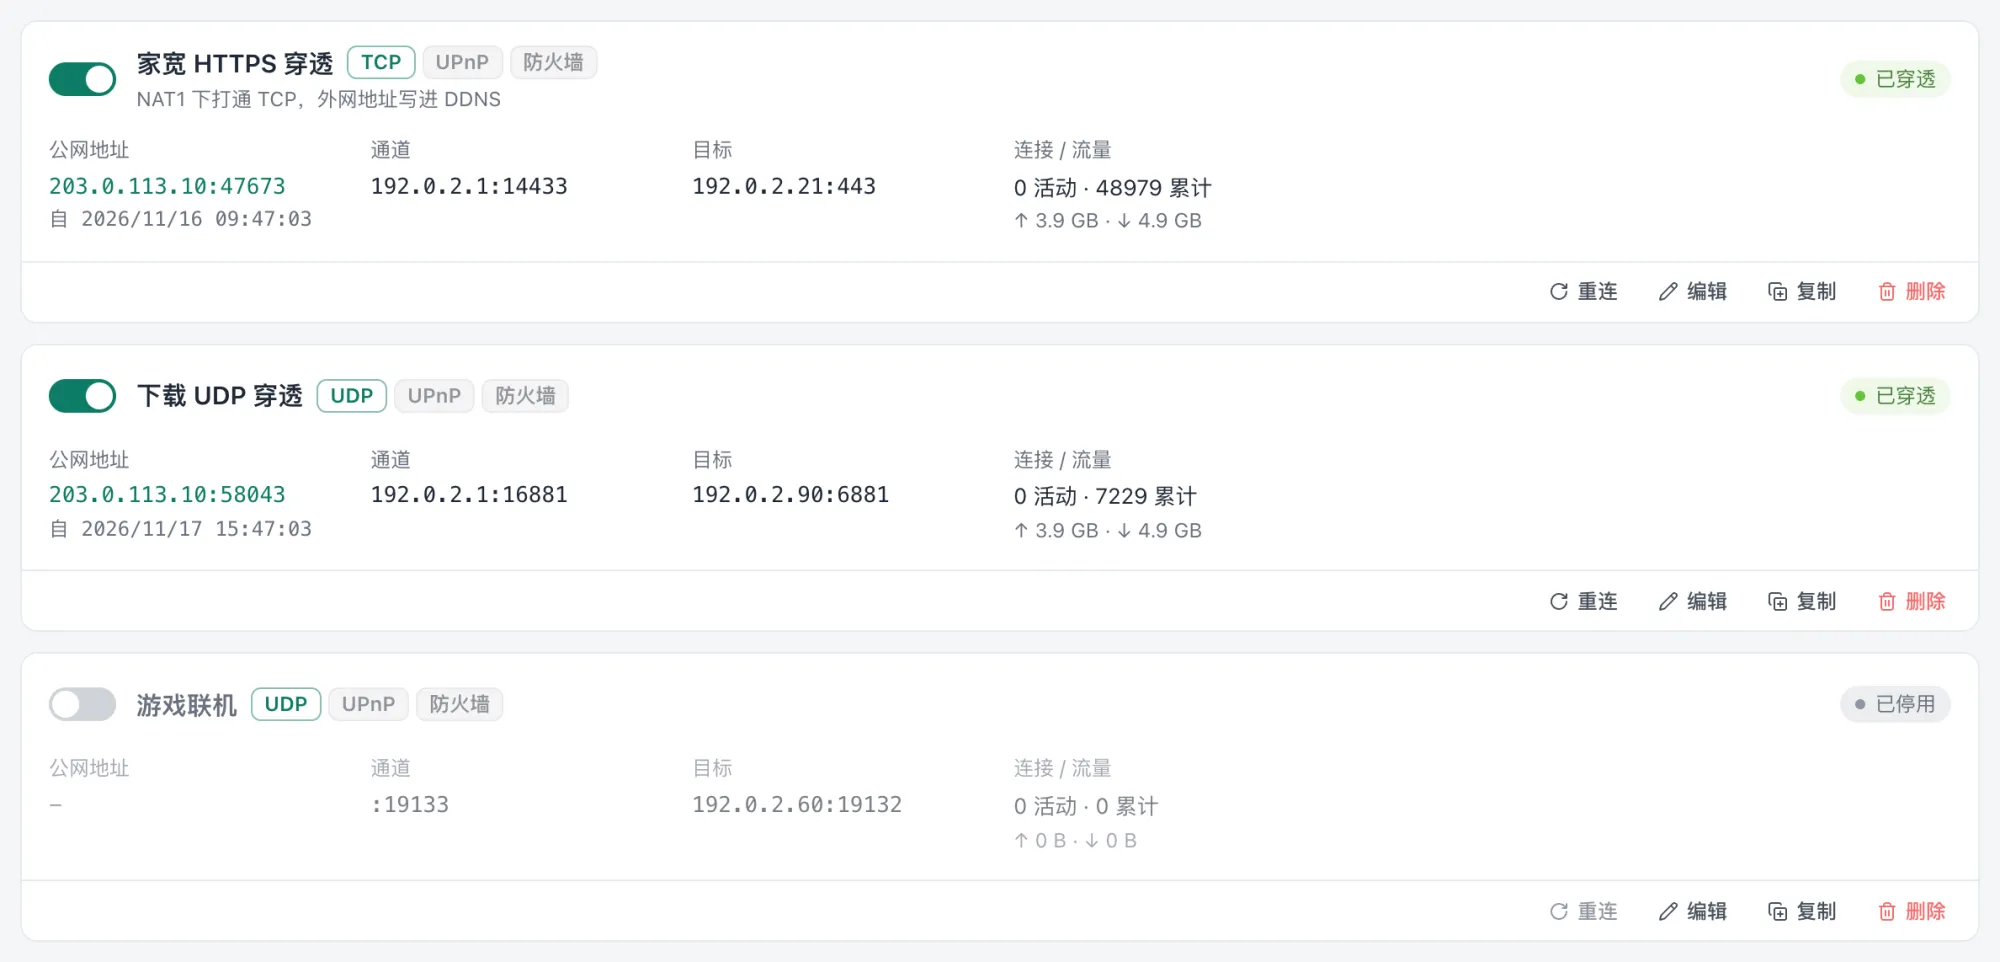 家宽 HTTPS 穿透 TCP UPnP 防火墙
NAT1 下打通 TCP，外网地址写进 DDNS
已穿透
公网地址 通道 目标 连接 / 流量
203.0.113.10:47673 192.0.2.1:14433 192.0.2.21:443 0 活动 · 48979 累计
自 2026/11/16 09:47:03 ↑ 3.9 GB · ↓ 4.9 GB
重连 编辑 复制 删除
下载 UDP 穿透 UDP UPnP 防火墙 已穿透
公网地址 通道 目标 连接 / 流量
203.0.113.10:58043 192.0.2.1:16881 192.0.2.90:6881 0 活动 · 7229 累计
自 2026/11/17 15:47:03 ↑ 3.9 GB · ↓ 4.9 GB
重连 编辑 复制 删除
游戏联机 UDP UPnP 防火墙 已停用
公网地址 通道 目标 连接 / 流量
– :19133 192.0.2.60:19132 0 活动 · 0 累计
↑ 0 B · ↓ 0 B
重连 编辑 复制 删除